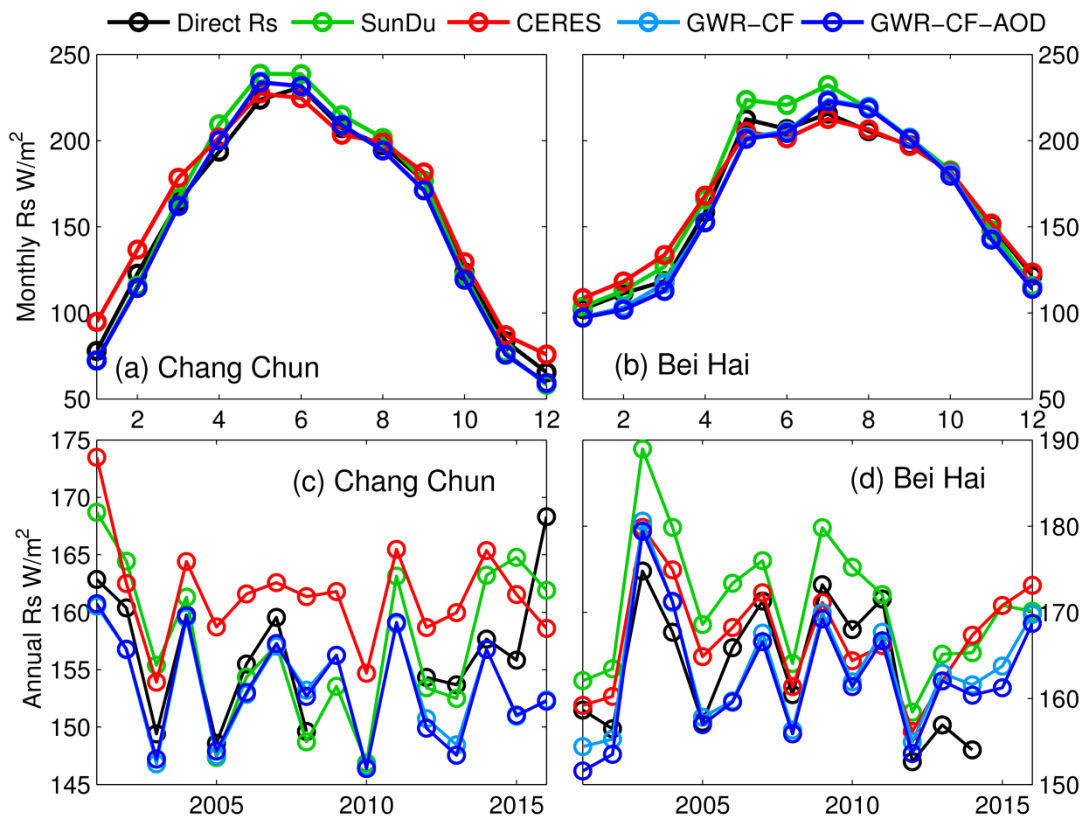 Direct Rs SunDu CERES GWR−CF GWR−CF−AOD
Monthly Rs W/m²
250
200
150
100
50
(a) Chang Chun
2 4 6 8 10 12
250
200
150
100
50
(b) Bei Hai
2 4 6 8 10 12
Annual Rs W/m²
175
170
165
160
155
150
145
(c) Chang Chun
2005 2010 2015
190
180
170
160
150
(d) Bei Hai
2005 2010 2015